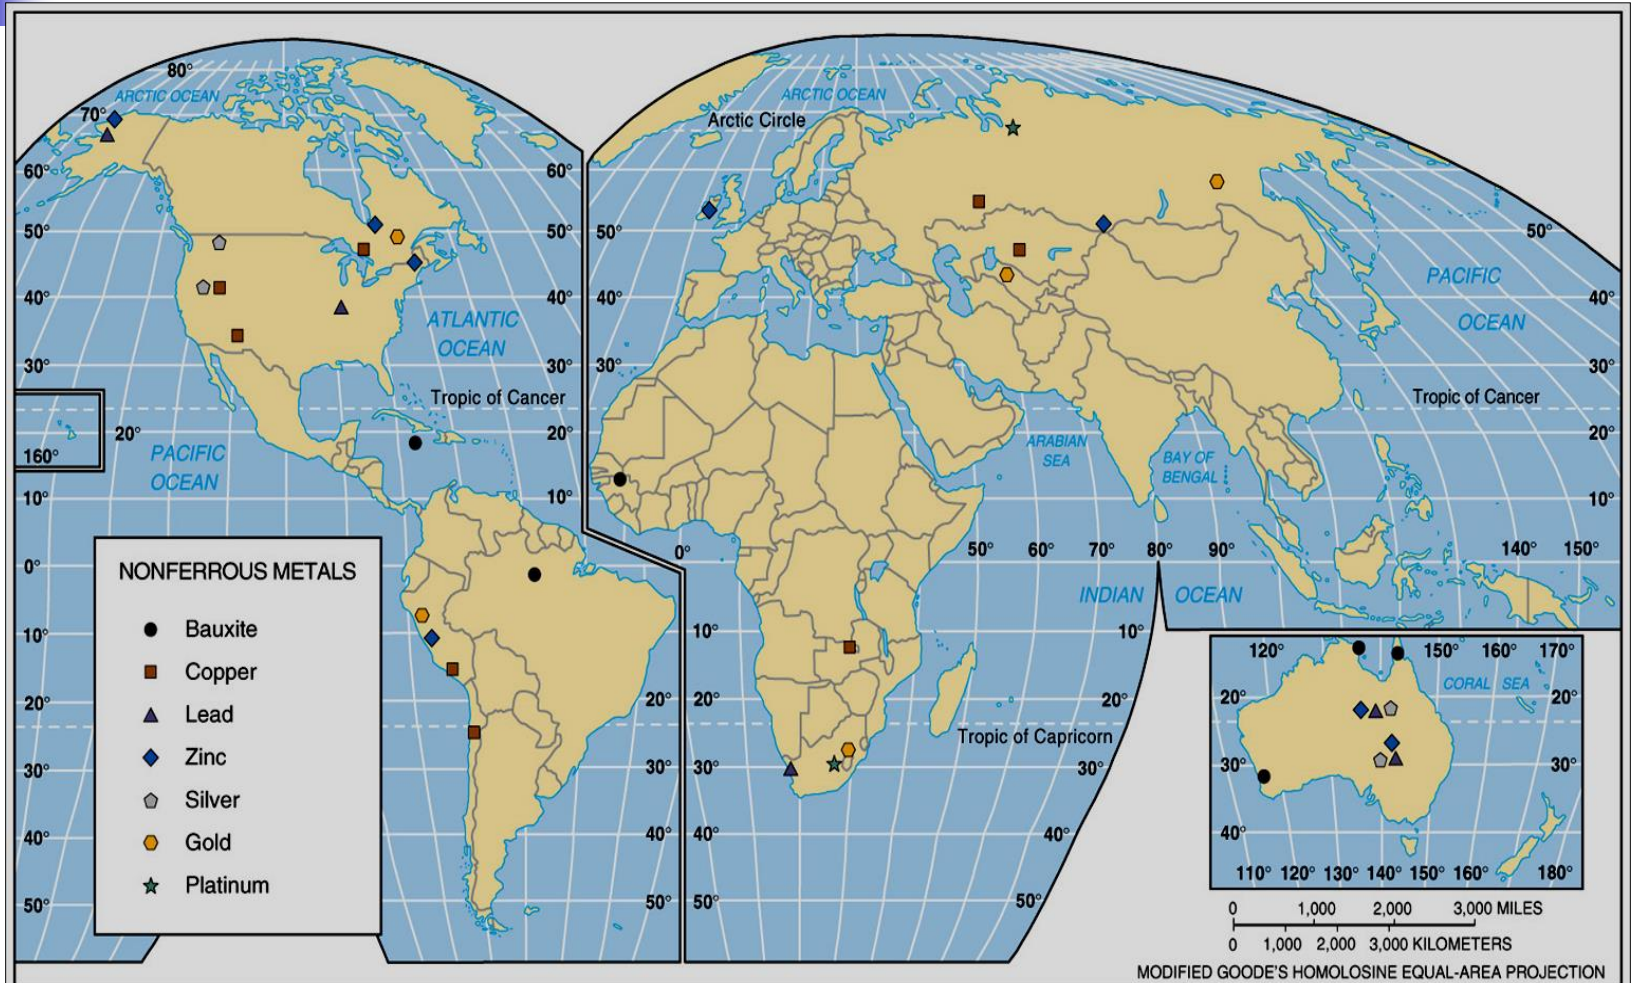 80°
ARCTIC OCEAN
70°
60°
60°
50°
50°
40°
40°
ATLANTIC
OCEAN
30°
30°
Tropic of Cancer
20°
20°
160°
PACIFIC
OCEAN
10°
10°
0°
10°
20°
20°
30°
30°
40°
40°
50°
50°
NONFERROUS METALS
Bauxite
Copper
Lead
Zinc
Silver
Gold
Platinum
ARCTIC OCEAN
Arctic Circle
60°
50°
50°
40°
40°
PACIFIC
OCEAN
30°
30°
Tropic of Cancer
20°
20°
ARABIAN
SEA
BAY OF
BENGAL
10°
0°
50°
60°
70°
80°
90°
140°
150°
INDIAN
OCEAN
10°
10°
20°
20°
Tropic of Capricorn
30°
30°
40°
40°
50°
50°
120°
150°
160°
170°
CORAL SEA
20°
20°
30°
30°
40°
110°
120°
130°
140°
150°
160°
180°
0 1,000 2,000 3,000 MILES
0 1,000 2,000 3,000 KILOMETERS
MODIFIED GOODE'S HOMOLOSINE EQUAL-AREA PROJECTION